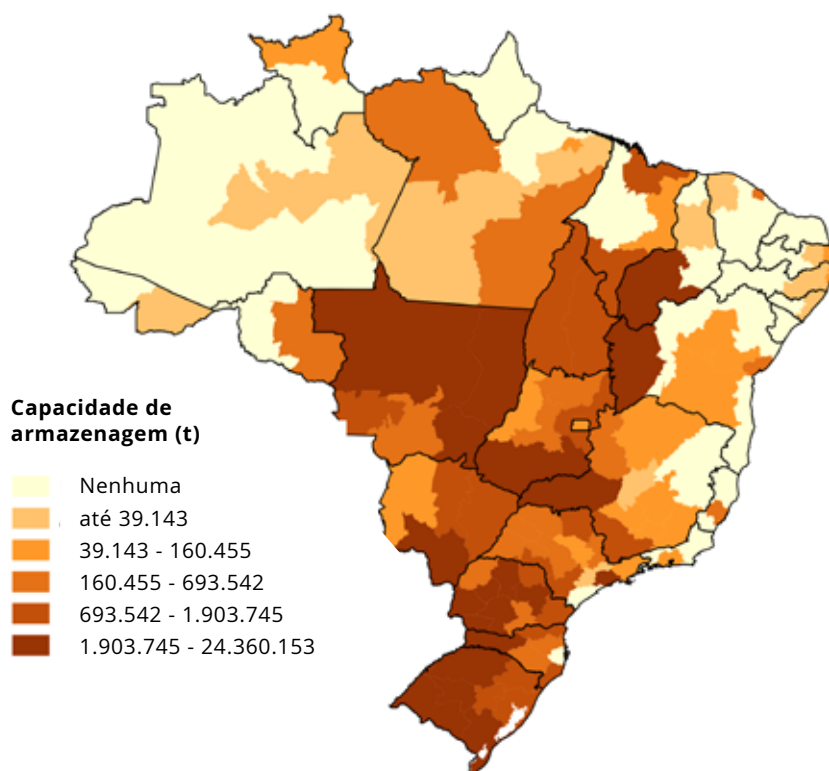 Capacidade de
armazenagem (t)
Nenhuma
até 39.143
39.143 - 160.455
160.455 - 693.542
693.542 - 1.903.745
1.903.745 - 24.360.153